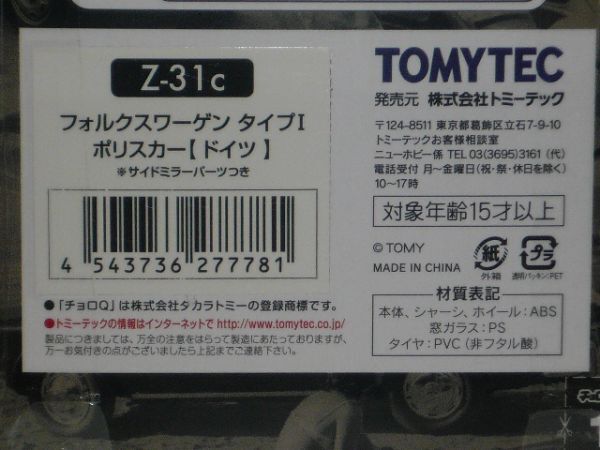 Z-31c
フォルクスワーゲン タイプI
ポリスカー【ドイツ】
※サイドミラーパーツつき
4 543736 277781
●「チョロQ」は株式会社タカラトミーの登録商標です。
●トミーテックの情報はインターネットで http://www.tomytec.co.jp/
製品につきましては、万全の注意をはらって製造にあたっておりますが、
万一お気付きの点がございましたら上記までご連絡下さい。
TOMYTEC
発売元 株式会社トミーテック
〒124-8511 東京都葛飾区立石7-9-10
トミーテックお客様相談室
ニューホビー係 TEL 03(3695)3161(代)
電話受付 月〜金曜日(祝・祭・休日を除く)
10〜17時
対象年齢15才以上
© TOMY
MADE IN CHINA
紙
外箱
プラ
透明パッキン:PET
材質表記
本体、シャーシ、ホイール:ABS
窓ガラス:PS
タイヤ:PVC(非フタル酸)